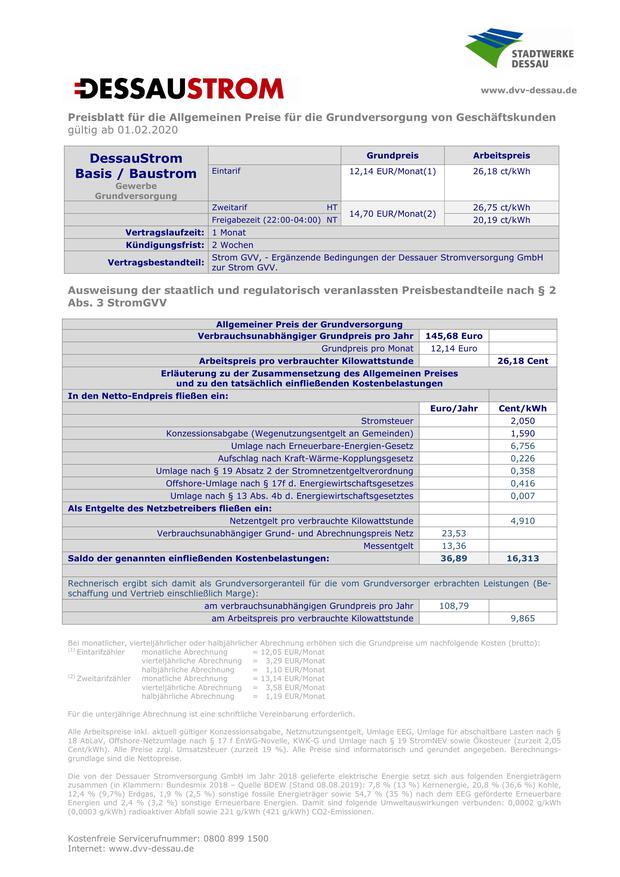 STADTWERKE
DESSAU
DESSAUSTROM
www.dvv-dessau.de
Preisblatt für die Allgemeinen Preise für die Grundversorgung von Geschäftskunden
gültig ab 01.02.2020
DessauStrom
Basis / Baustrom
Gewerbe
Grundversorgung
Grundpreis Arbeitspreis
Eintarif 12,14 EUR/Monat(1) 26,18 ct/kWh
Zweitarif HT 14,70 EUR/Monat(2) 26,75 ct/kWh
Freigabezeit (22:00-04:00) NT 20,19 ct/kWh
Vertragslaufzeit: 1 Monat
Kündigungsfrist: 2 Wochen
Vertragsbestandteil: Strom GVV, - Ergänzende Bedingungen der Dessauer Stromversorgung GmbH
zur Strom GVV.
Ausweisung der staatlich und regulatorisch veranlassten Preisbestandteile nach § 2
Abs. 3 StromGVV
Allgemeiner Preis der Grundversorgung
Verbrauchsunabhängiger Grundpreis pro Jahr 145,68 Euro
Grundpreis pro Monat 12,14 Euro
Arbeitspreis pro verbrauchter Kilowattstunde 26,18 Cent
Erläuterung zu der Zusammensetzung des Allgemeinen Preises
und zu den tatsächlich einfließenden Kostenbelastungen
In den Netto-Endpreis fließen ein:
Euro/Jahr Cent/kWh
Stromsteuer 2,050
Konzessionsabgabe (Wegenutzungsentgelt an Gemeinden) 1,590
Umlage nach Erneuerbare-Energien-Gesetz 6,756
Aufschlag nach Kraft-Wärme-Kopplungsgesetz 0,226
Umlage nach § 19 Absatz 2 der Stromnetzentgeltverordnung 0,358
Offshore-Umlage nach § 17f d. Energiewirtschaftsgesetzes 0,416
Umlage nach § 13 Abs. 4b d. Energiewirtschaftsgesetztes 0,007
Als Entgelte des Netzbetreibers fließen ein:
Netzentgelt pro verbrauchte Kilowattstunde 4,910
Verbrauchsunabhängiger Grund- und Abrechnungspreis Netz 23,53
Messentgelt 13,36
Saldo der genannten einfließenden Kostenbelastungen: 36,89 16,313
Rechnerisch ergibt sich damit als Grundversorgeranteil für die vom Grundversorger erbrachten Leistungen (Be-
schaffung und Vertrieb einschließlich Marge):
am verbrauchsunabhängigen Grundpreis pro Jahr 108,79
am Arbeitspreis pro verbrauchte Kilowattstunde 9,865
Bei monatlicher, vierteljährlicher oder halbjährlicher Abrechnung erhöhen sich die Grundpreise um nachfolgende Kosten (brutto):
(1) Eintarifzähler monatliche Abrechnung = 12,05 EUR/Monat
vierteljährliche Abrechnung = 3,29 EUR/Monat
halbjährliche Abrechnung = 1,10 EUR/Monat
(2) Zweitarifzähler monatliche Abrechnung = 13,14 EUR/Monat
vierteljährliche Abrechnung = 3,58 EUR/Monat
halbjährliche Abrechnung = 1,19 EUR/Monat
Für die unterjährige Abrechnung ist eine schriftliche Vereinbarung erforderlich.
Alle Arbeitspreise inkl. aktuell gültiger Konzessionsabgabe, Netznutzungsentgelt, Umlage EEG, Umlage für abschaltbare Lasten nach §
18 AbLaV, Offshore-Netzumlage nach § 17 f EnWG-Novelle, KWK-G und Umlage nach § 19 StromNEV sowie Ökosteuer (zurzeit 2,05
Cent/kWh). Alle Preise zzgl. Umsatzsteuer (zurzeit 19 %). Alle Preise sind informatorisch und gerundet angegeben. Berechnungs-
grundlage sind die Nettopreise.
Die von der Dessauer Stromversorgung GmbH im Jahr 2018 gelieferte elektrische Energie setzt sich aus folgenden Energieträgern
zusammen (in Klammern: Bundesmix 2018 – Quelle BDEW (Stand 08.08.2019): 7,8 % (13 %) Kernenergie, 20,8 % (36,6 %) Kohle,
12,4 % (9,7%) Erdgas, 1,9 % (2,5 %) sonstige fossile Energieträger sowie 54,7 % (35 %) nach dem EEG geförderte Erneuerbare
Energien und 2,4 % (3,2 %) sonstige Erneuerbare Energien. Damit sind folgende Umweltauswirkungen verbunden: 0,0002 g/kWh
(0,0003 g/kWh) radioaktiver Abfall sowie 221 g/kWh (421 g/kWh) CO2-Emissionen.
Kostenfreie Servicerufnummer: 0800 899 1500
Internet: www.dvv-dessau.de